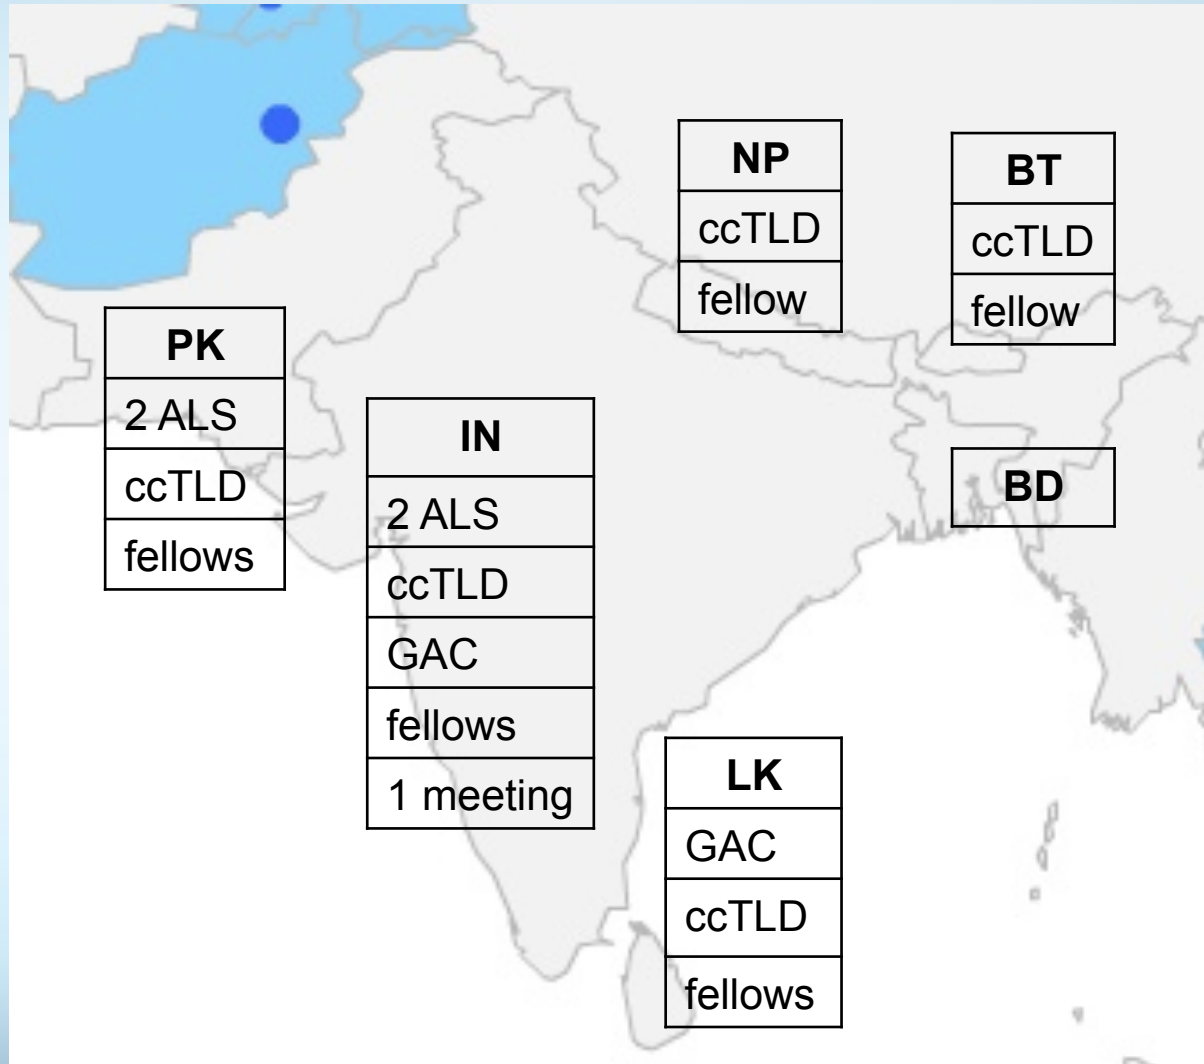 NP
ccTLD
fellow
BT
ccTLD
fellow
PK
2 ALS
ccTLD
fellows
IN
2 ALS
ccTLD
GAC
fellows
1 meeting
BD
LK
GAC
ccTLD
fellows